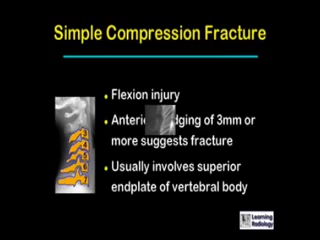 Simple Compression Fracture
Flexion injury
dging of 3mm or
more suggests fracture
Usually involves superior
endplate of vertebral body
Learning
Radiology